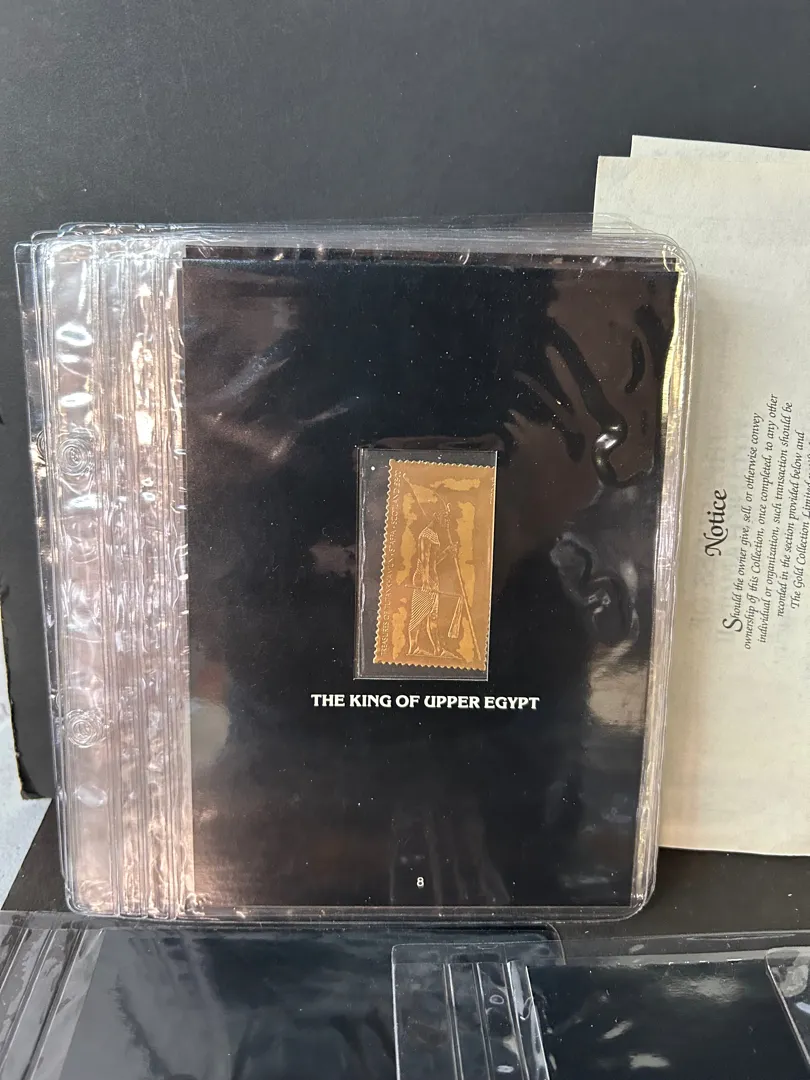 THE KING OF UPPER EGYPT
8
Notice
Should the owner give, sell, or otherwise convey
ownership of this Collection, once completed, to any other
individual or organization, such transaction should be
recorded in the section provided below and
The Gold Collection, Limited